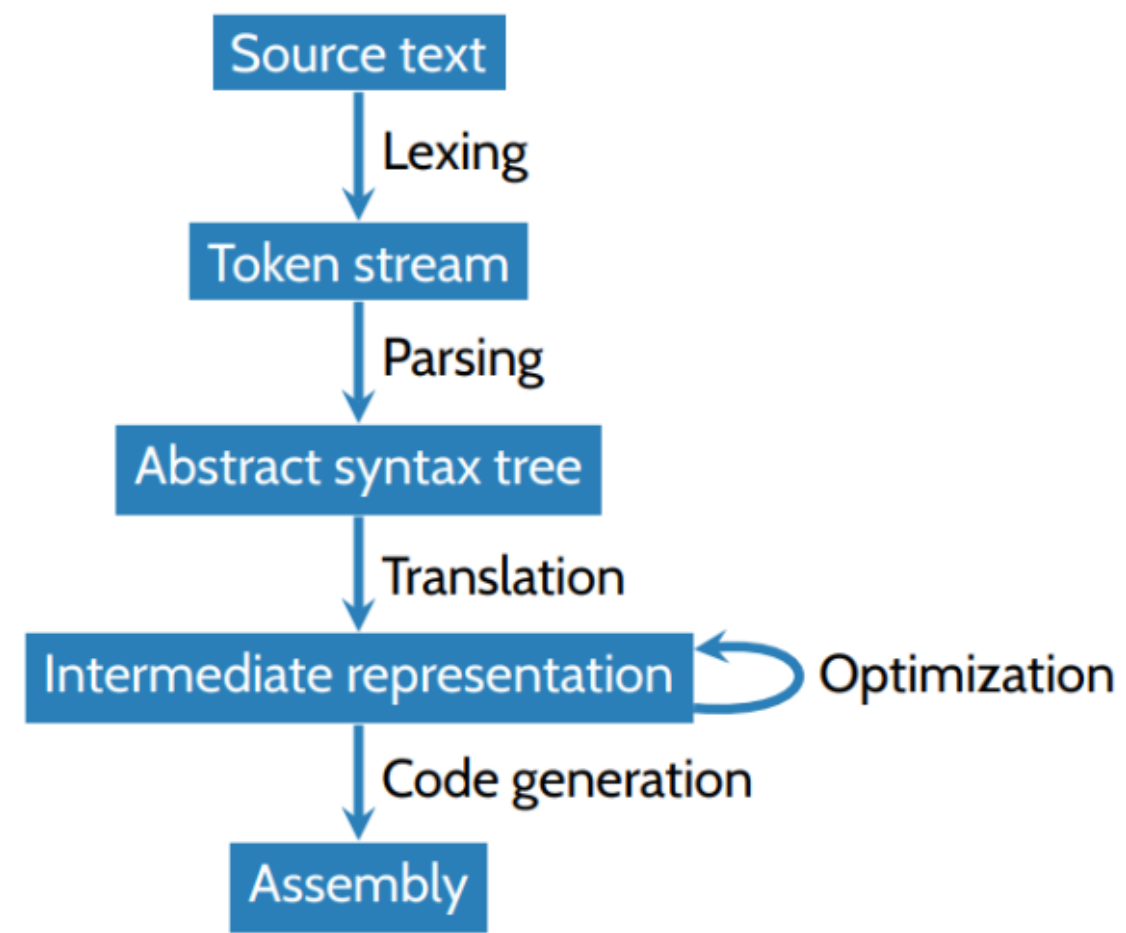 Source text
Lexing
Token stream
Parsing
Abstract syntax tree
Translation
Intermediate representation
Optimization
Code generation
Assembly